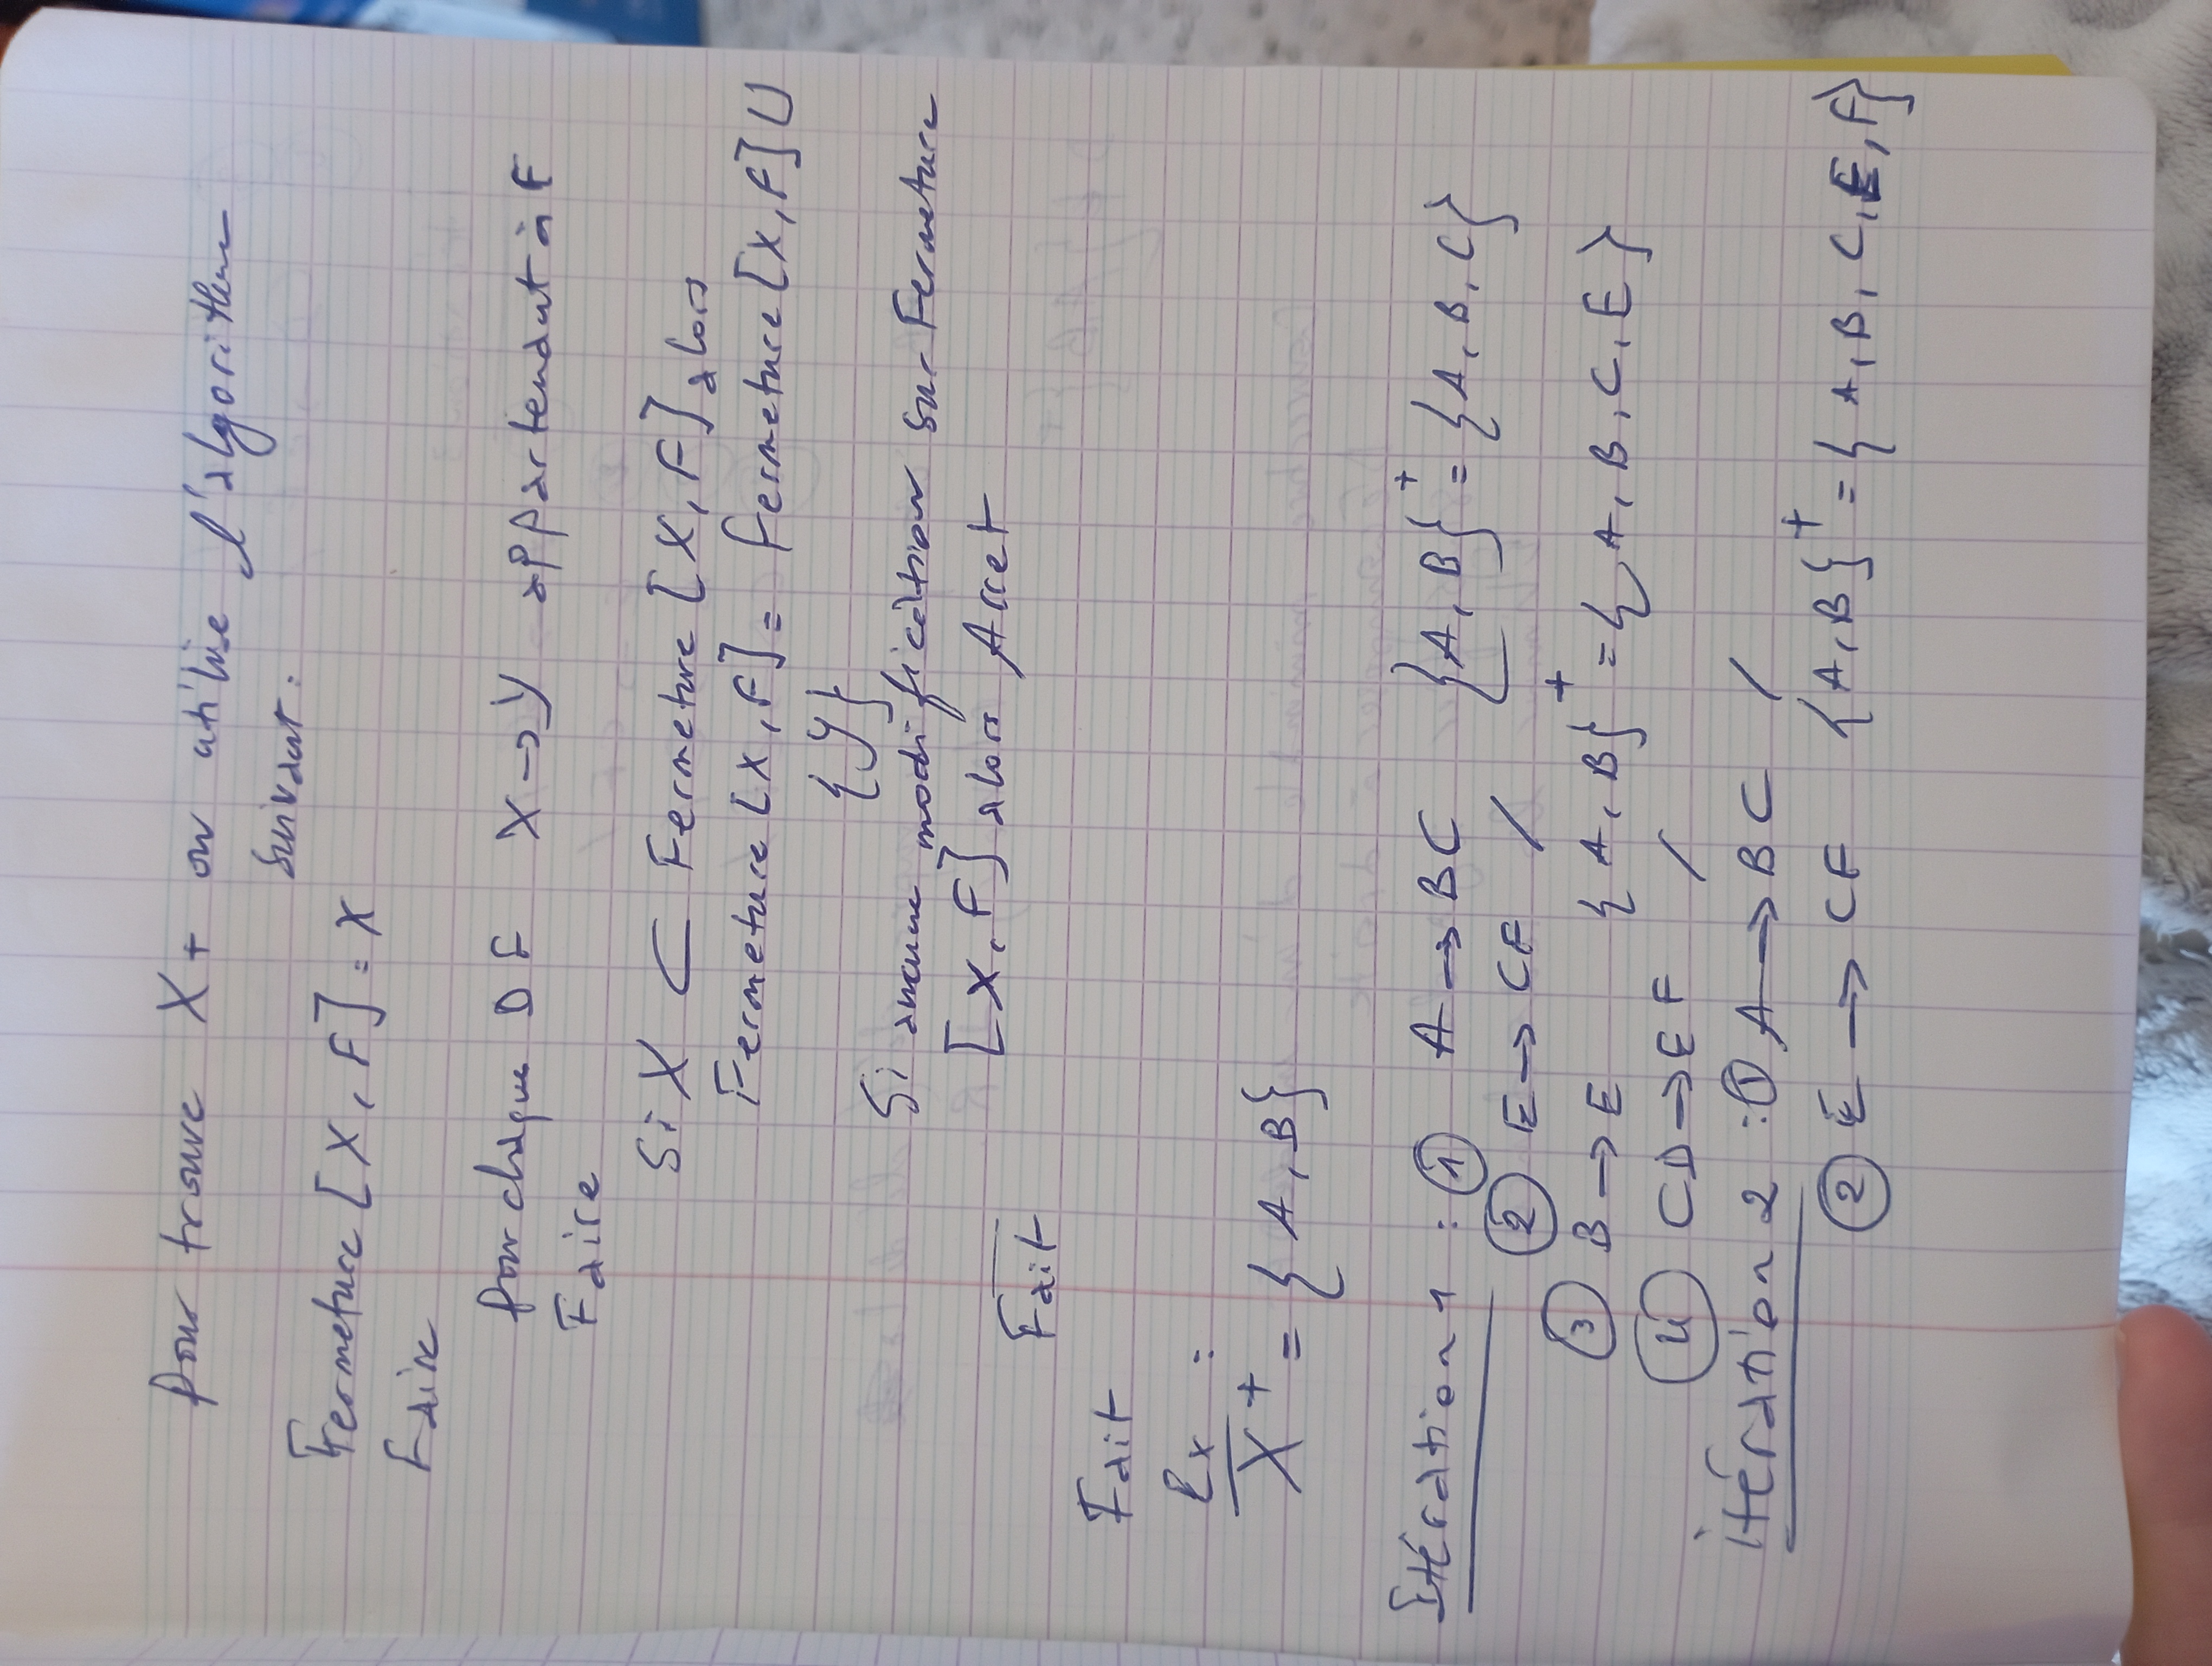 Pour trouve X+ on utilise l'algorithme
suivant :
Fermeture [X, F] = X
Faire
Pour chaque DF X → Y appartenant à F
Faire
Si X ⊂ Fermeture [X, F] alors
Fermeture [X, F] = Fermeture [X, F] U
{Y}
Si aucune modification sur Fermeture
[X, F] alors Arret
Fait
Fait
Ex :
X+ = {A, B}
Itération 1 : ① A → BC {A, B}+ = {A, B, C}
② E → CF /
③ B → E {A, B}+ = {A, B, C, E}
④ CD → EF /
itération 2 : ① A → BC /
② E → CF {A, B}+ = {A, B, C, E, F}